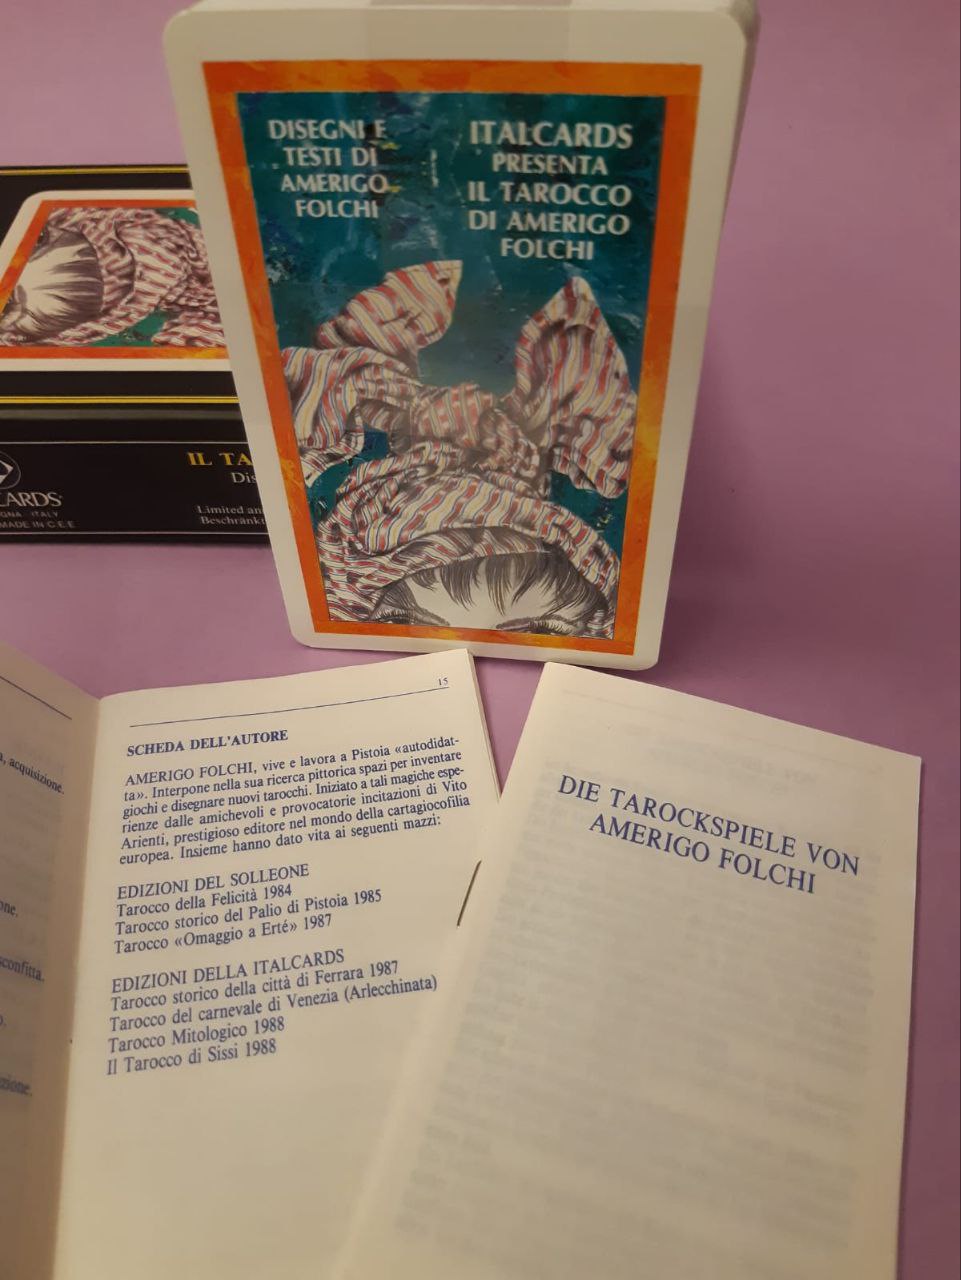 DISEGNI E
TESTI DI
AMERIGO
FOLCHI
ITALCARDS
PRESENTA
IL TAROCCO
DI AMERIGO
FOLCHI
IL
ITALY
MADE IN C.E.E
Limited
15
SCHEDA DELL'AUTORE
AMERIGO FOLCHI, vive e lavora a Pistoia «autodidat-
ta». Interpone nella sua ricerca pittorica spazi per inventare
giochi e disegnare nuovi tarocchi. Iniziato a tali magiche espe-
rienze dalle amichevoli e provocatorie incitazioni di Vito
Arienti, prestigioso editore nel mondo della cartagiocofilia
europea. Insieme hanno dato vita ai seguenti mazzi:
EDIZIONI DEL SOLLEONE
Tarocco della Felicità 1984
Tarocco storico del Palio di Pistoia 1985
Tarocco «Omaggio a Erté» 1987
EDIZIONI DELLA ITALCARDS
Tarocco storico della città di Ferrara 1987
Tarocco del carnevale di Venezia (Arlecchinata)
Tarocco Mitologico 1988
Il Tarocco di Sissi 1988
acquisizione.
DIE TAROCKSPIELE VON
AMERIGO FOLCHI